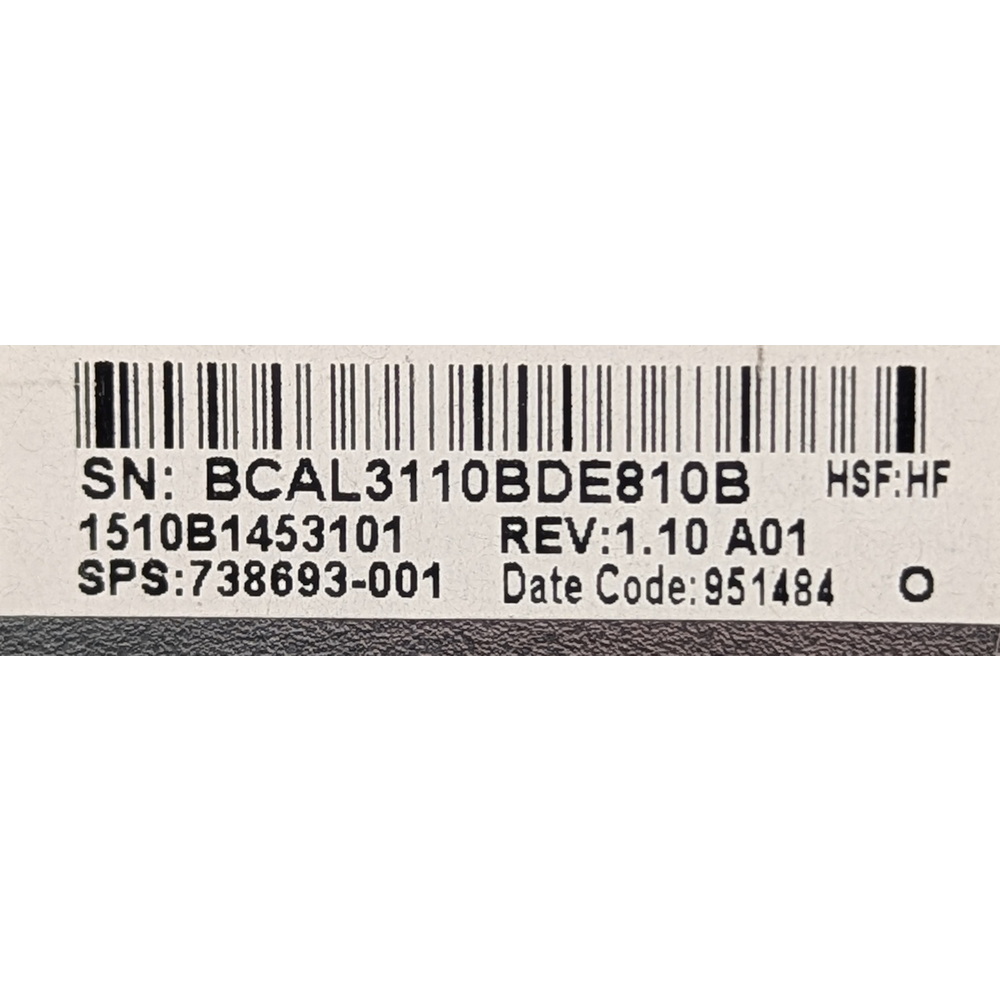 SN: BCAL3110BDE810B HSF:HF
1510B1453101 REV:1.10 A01
SPS:738693-001 Date Code:951484 O